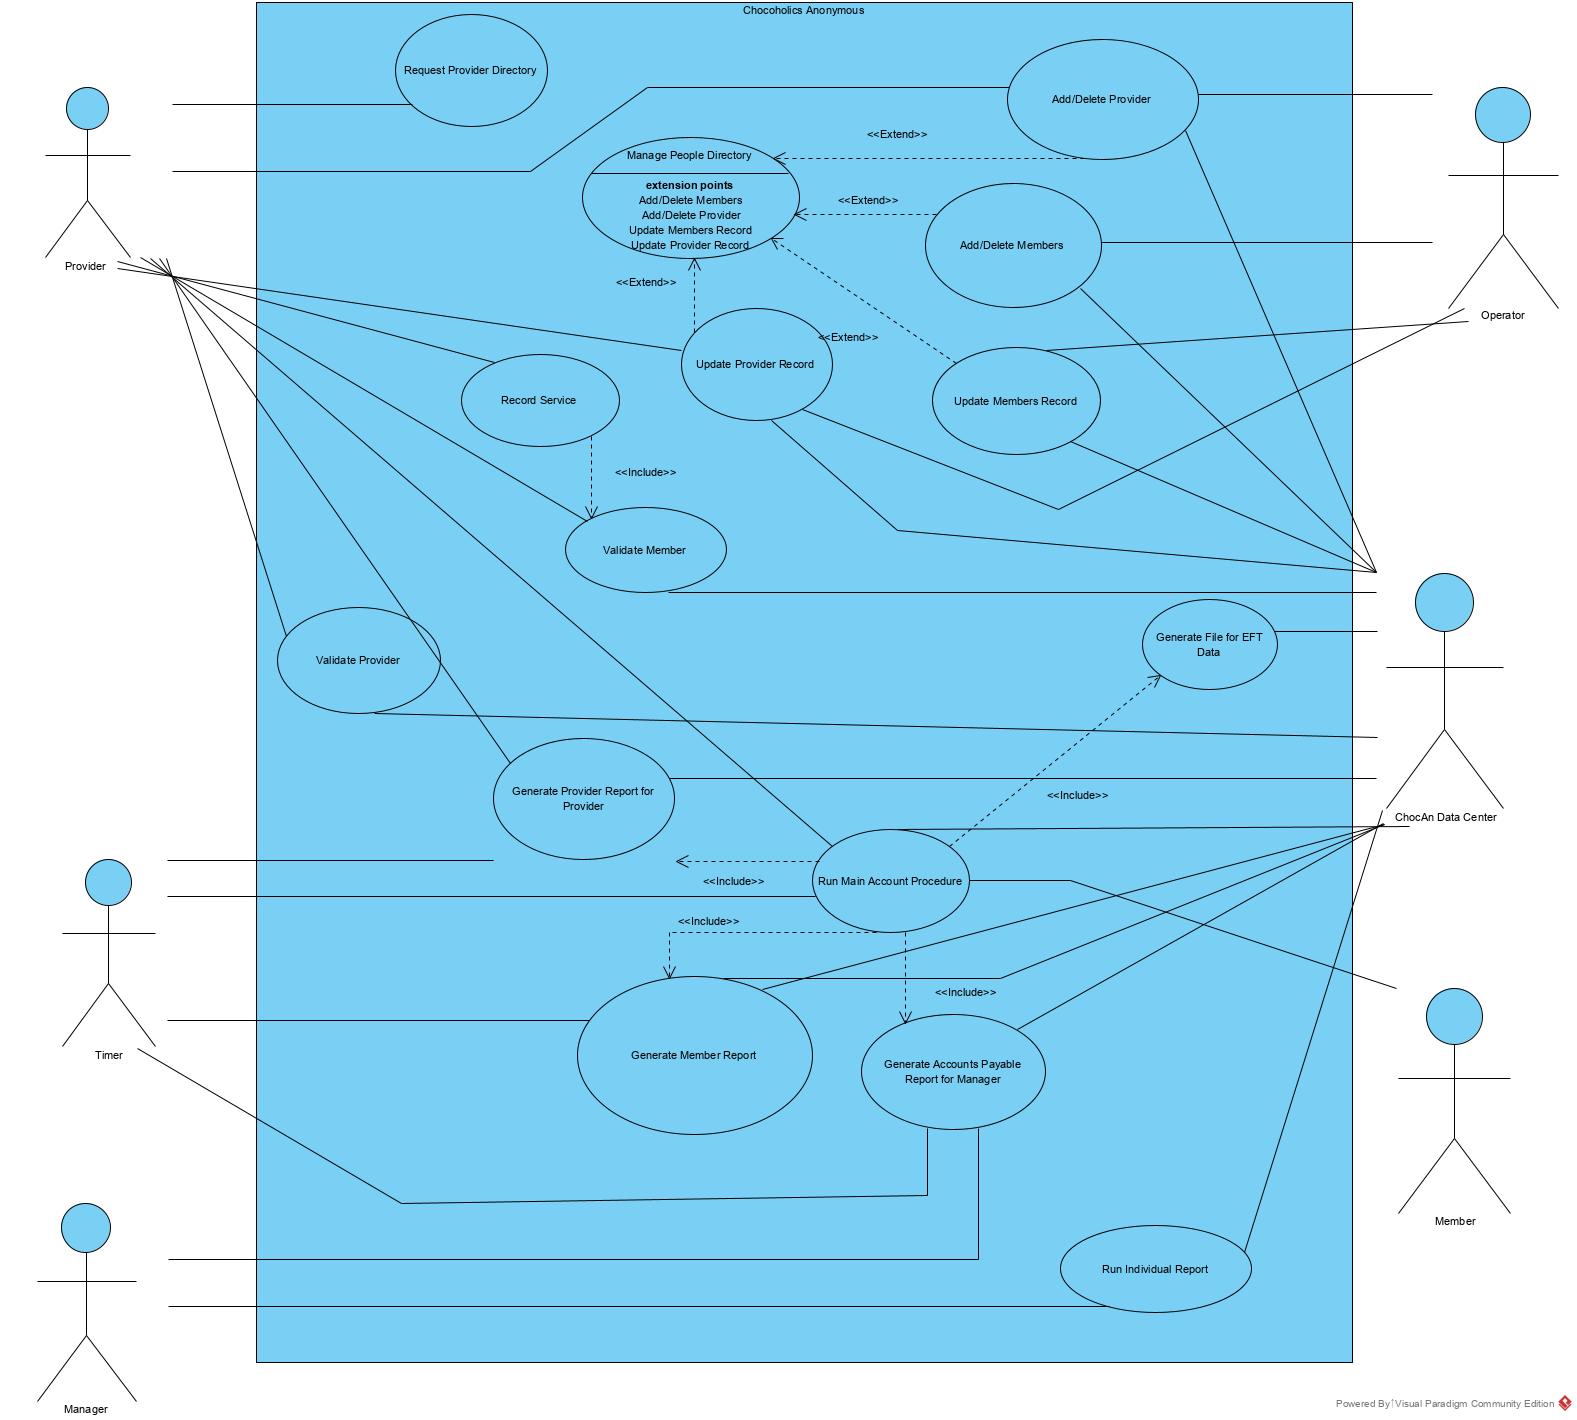 Chocoholics Anonymous
Request Provider Directory
Add/Delete Provider
<<Extend>>
Manage People Directory
extension points
Add/Delete Members
Add/Delete Provider
Update Members Record
Update Provider Record
<<Extend>>
Add/Delete Members
Provider
<<Extend>>
Operator
<<Extend>>
Update Provider Record
Record Service
Update Members Record
<<Include>>
Validate Member
Generate File for EFT
Data
Validate Provider
Generate Provider Report for
Provider
<<Include>>
ChocAn Data Center
<<Include>>
Run Main Account Procedure
<<Include>>
<<Include>>
Timer
Generate Member Report
Generate Accounts Payable
Report for Manager
Member
Run Individual Report
Manager
Powered By Visual Paradigm Community Edition